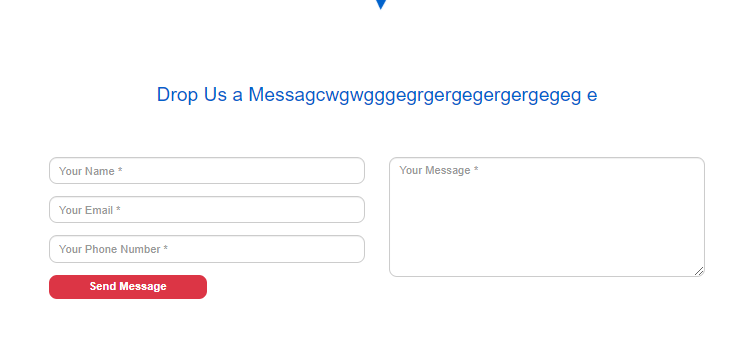 Drop Us a Messagcwgwgggegrgergegergergegeg e
Your Name *
Your Email *
Your Phone Number *
Send Message
Your Message *